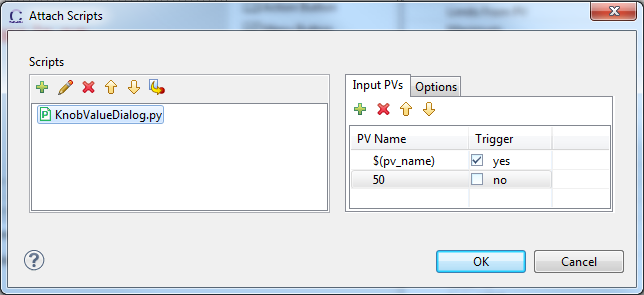 Attach Scripts
Scripts
KnobValueDialog.py
Input PVs
Options
PV Name
Trigger
$(pv_name)
yes
50
no
OK
Cancel